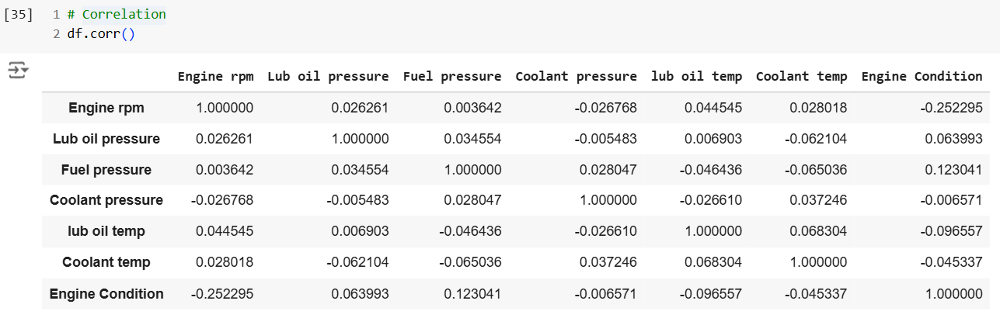 [35] 1 # Correlation
2 df.corr()
Engine rpm Lub oil pressure Fuel pressure Coolant pressure lub oil temp Coolant temp Engine Condition
Engine rpm 1.000000 0.026261 0.003642 -0.026768 0.044545 0.028018 -0.252295
Lub oil pressure 0.026261 1.000000 0.034554 -0.005483 0.006903 -0.062104 0.063993
Fuel pressure 0.003642 0.034554 1.000000 0.028047 -0.046436 -0.065036 0.123041
Coolant pressure -0.026768 -0.005483 0.028047 1.000000 -0.026610 0.037246 -0.006571
lub oil temp 0.044545 0.006903 -0.046436 -0.026610 1.000000 0.068304 -0.096557
Coolant temp 0.028018 -0.062104 -0.065036 0.037246 0.068304 1.000000 -0.045337
Engine Condition -0.252295 0.063993 0.123041 -0.006571 -0.096557 -0.045337 1.000000